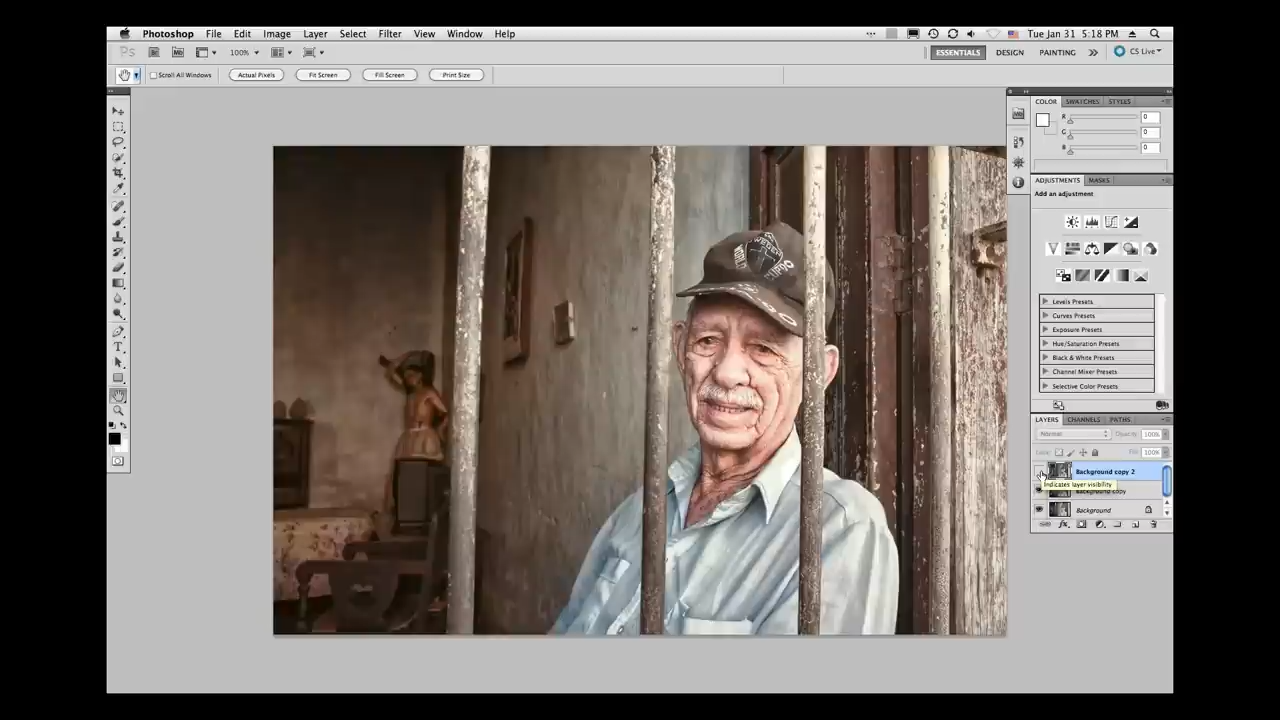 Photoshop File Edit Image Layer Select Filter View Window Help Tue Jan 31 5:18 PM
Ps Mb 100% ESSENTIALS DESIGN PAINTING CS Live
Scroll All Windows Actual Pixels Fit Screen Fill Screen Print Size
COLOR SWATCHES STYLES
Mb
R 0
G 0
B 0
ADJUSTMENTS MASKS
Add an adjustment
Levels Presets
Curves Presets
Exposure Presets
Hue/Saturation Presets
Black & White Presets
Channel Mixer Presets
Selective Color Presets
LAYERS CHANNELS PATHS
Normal Opacity: 100%
Lock: Fill: 100%
Background copy 2
Indicates layer visibility
Background copy
Background